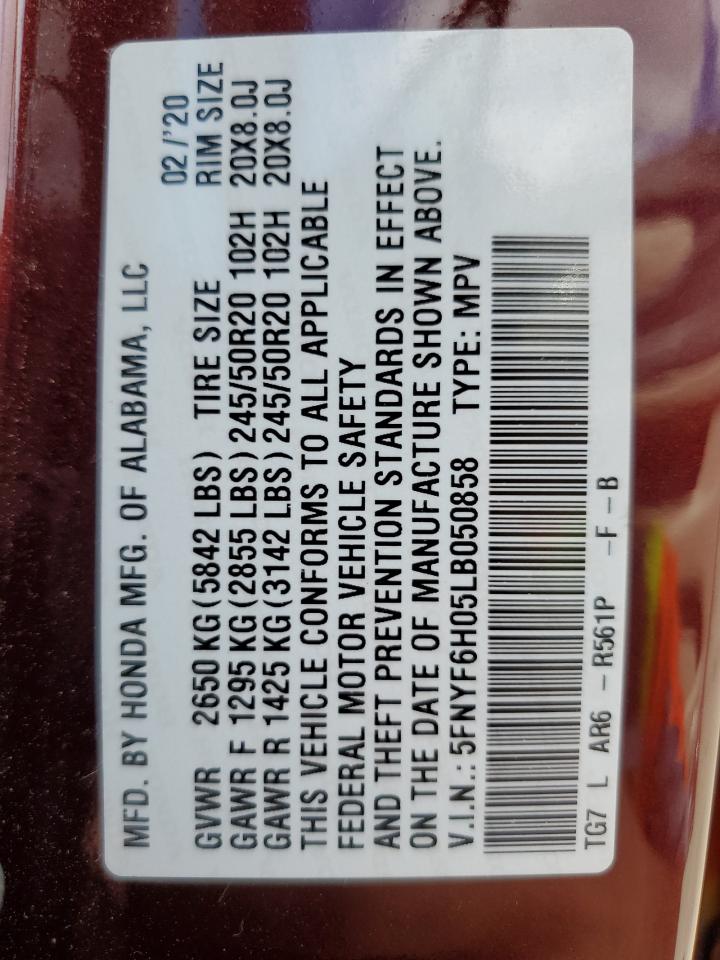 MFD. BY HONDA MFG. OF ALABAMA, LLC 02/'20
GVWR 2650 KG(5842 LBS) TIRE SIZE RIM SIZE
GAWR F 1295 KG(2855 LBS) 245/50R20 102H 20X8.0J
GAWR R 1425 KG(3142 LBS) 245/50R20 102H 20X8.0J
THIS VEHICLE CONFORMS TO ALL APPLICABLE
FEDERAL MOTOR VEHICLE SAFETY
AND THEFT PREVENTION STANDARDS IN EFFECT
ON THE DATE OF MANUFACTURE SHOWN ABOVE.
V.I.N.: 5FNYF6H05LB050858 TYPE: MPV
TG7 L AR6 -R561P -F-B